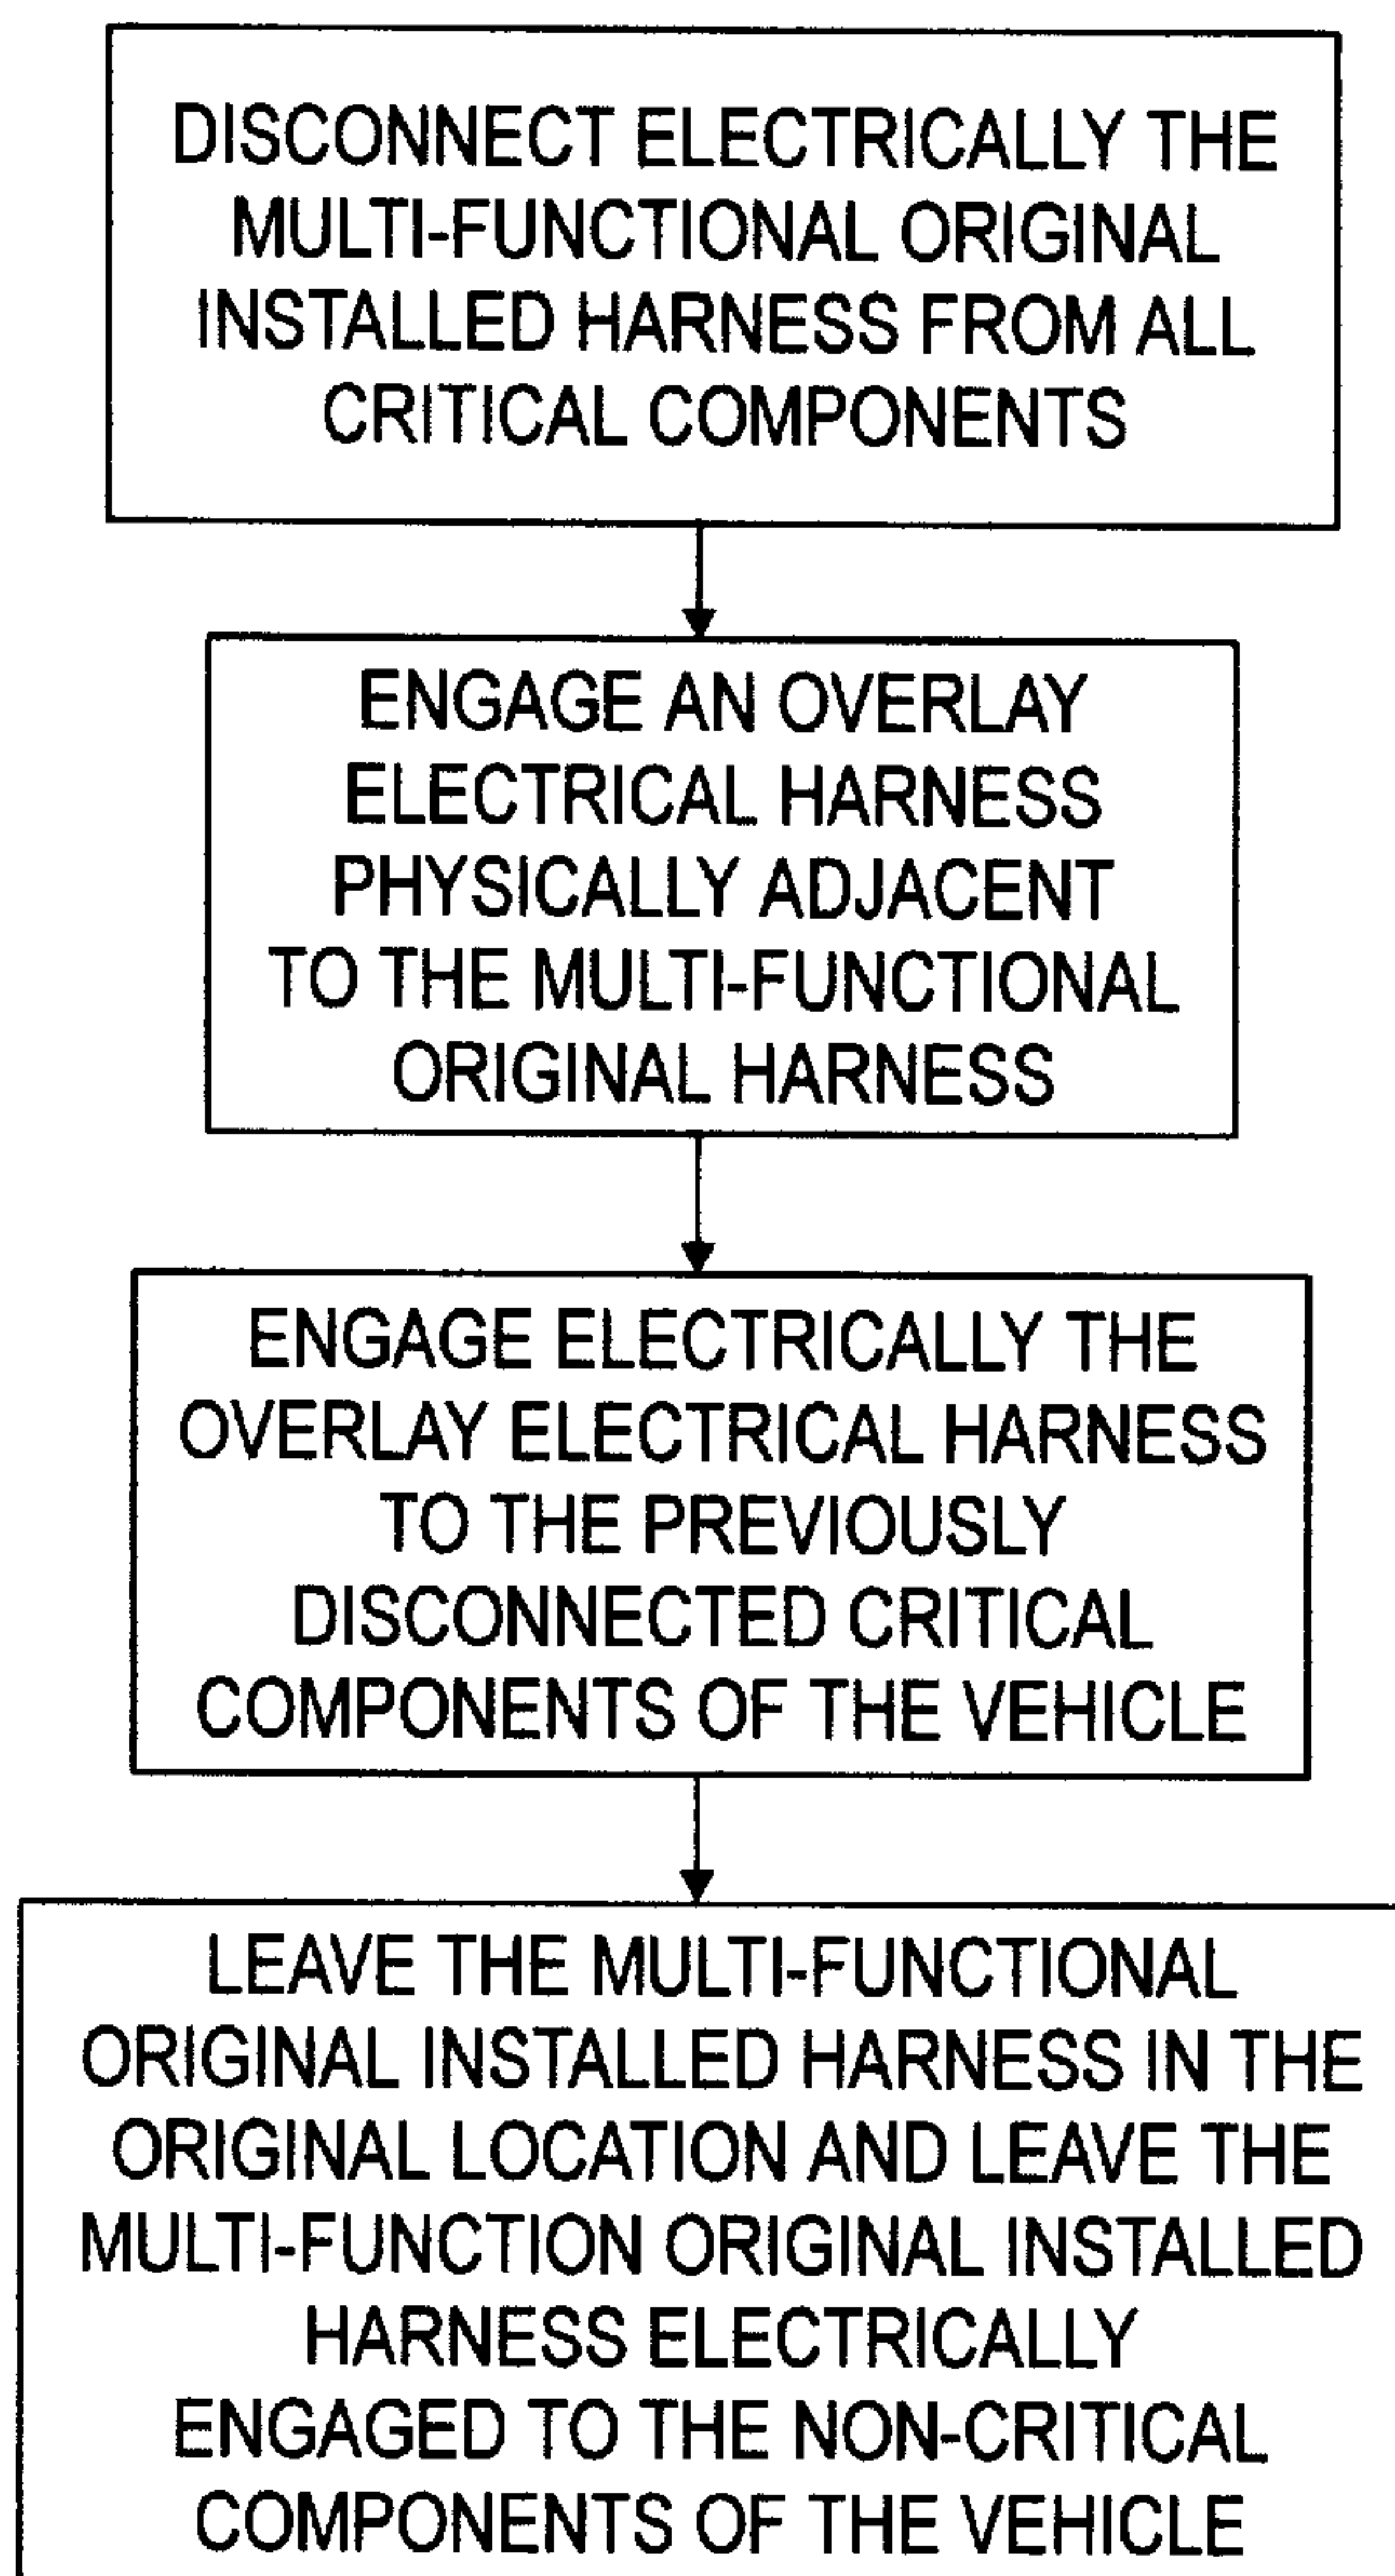 DISCONNECT ELECTRICALLY THE
MULTI-FUNCTIONAL ORIGINAL
INSTALLED HARNESS FROM ALL
CRITICAL COMPONENTS
ENGAGE AN OVERLAY
ELECTRICAL HARNESS
PHYSICALLY ADJACENT
TO THE MULTI-FUNCTIONAL
ORIGINAL HARNESS
ENGAGE ELECTRICALLY THE
OVERLAY ELECTRICAL HARNESS
TO THE PREVIOUSLY
DISCONNECTED CRITICAL
COMPONENTS OF THE VEHICLE
LEAVE THE MULTI-FUNCTIONAL
ORIGINAL INSTALLED HARNESS IN THE
ORIGINAL LOCATION AND LEAVE THE
MULTI-FUNCTION ORIGINAL INSTALLED
HARNESS ELECTRICALLY
ENGAGED TO THE NON-CRITICAL
COMPONENTS OF THE VEHICLE